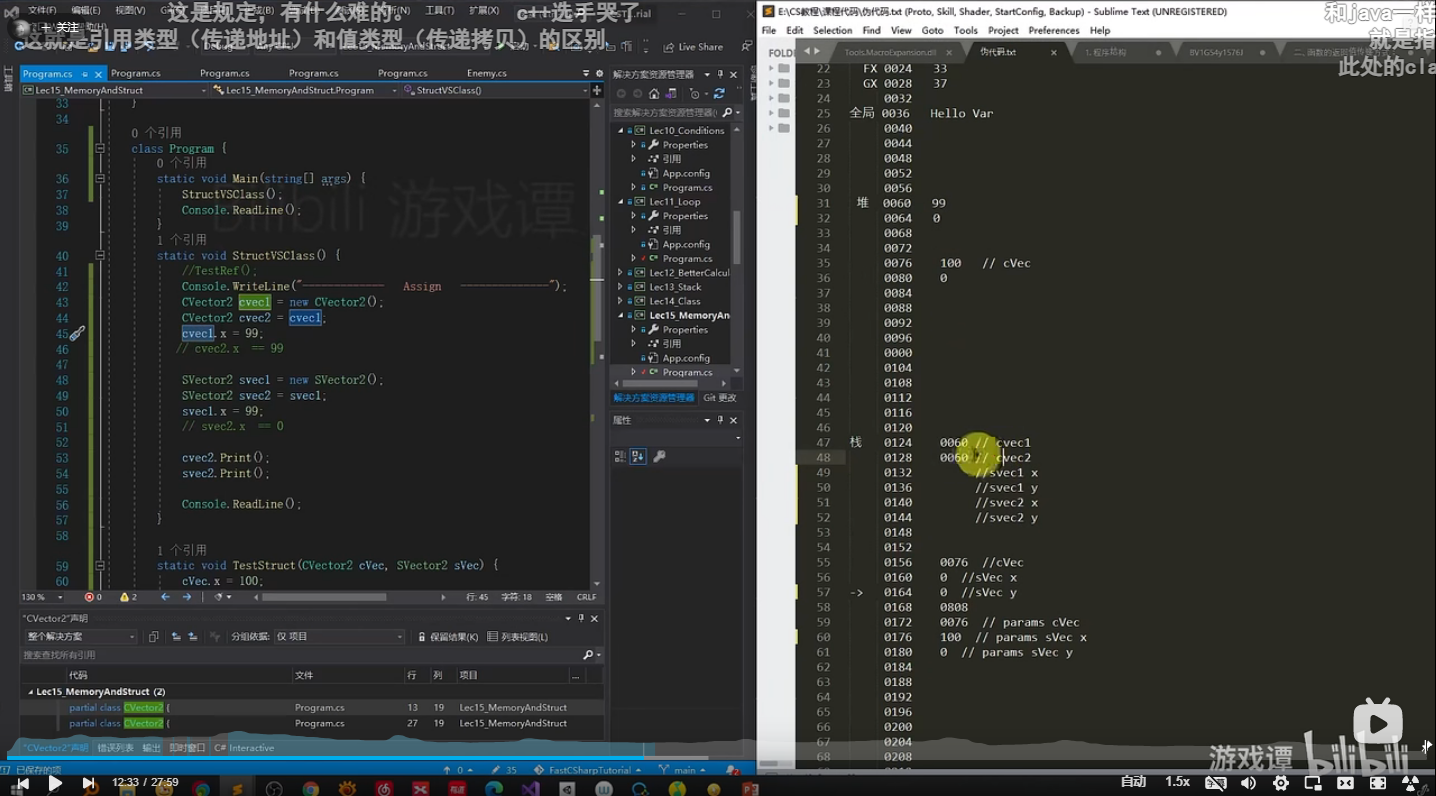 这是规定，有什么难的。
c++选手哭了
和java一样
关注
这就是引用类型（传递地址）和值类型（传递拷贝）的区别
就是指
此处的cla
文件(F) 编辑(E) 视图(V)
工具(T) 扩展(X)
Live Share
Program.cs
Program.cs
Program.cs
Program.cs
Program.cs
Enemy.cs
Lec15_MemoryAndStruct
Lec15_MemoryAndStruct.Program
StructVSClass()
33 }
34
0 个引用
35 class Program {
0 个引用
36 static void Main(string[] args) {
37 StructVSClass();
38 Console.ReadLine();
39 }
1 个引用
40 static void StructVSClass() {
41 //TestRef();
42 Console.WriteLine("------------- Assign --------------");
43 CVector2 cvec1 = new CVector2();
44 CVector2 cvec2 = cvec1;
45 cvec1.x = 99;
46 // cvec2.x == 99
47
48 SVector2 svec1 = new SVector2();
49 SVector2 svec2 = svec1;
50 svec1.x = 99;
51 // svec2.x == 0
52
53 cvec2.Print();
54 svec2.Print();
55
56 Console.ReadLine();
57 }
58
1 个引用
59 static void TestStruct(CVector2 cVec, SVector2 sVec) {
60 cVec.x = 100;
130 %
0
2
行: 45 字符: 18 空格 CRLF
"CVector2"声明
整个解决方案
分组依据: 仅 项目
保留结果(K)
列表视图(L)
搜索查找所有引用
代码 文件 行 列 项目
Lec15_MemoryAndStruct (2)
partial class CVector2 { Program.cs 13 19 Lec15_MemoryAndStruct
partial class CVector2 { Program.cs 27 19 Lec15_MemoryAndStruct
"CVector2"声明 错误列表 输出 即时窗口 C# Interactive
已保存的项
0
35
FastCSharpTutorial
main
解决方案资源管理器
搜索解决方案资源管理器(
Lec10_Conditions
Properties
引用
App.config
Program.cs
Lec11_Loop
Properties
引用
App.config
Program.cs
Lec12_BetterCalcul
Lec13_Stack
Lec14_Class
Lec15_MemoryAn
Properties
引用
App.config
Program.cs
解决方案资源管理器 Git 更改
属性
bilibili 游戏谭
E:\CS教程\课程代码\伪代码.txt (Proto, Skill, Shader, StartConfig, Backup) - Sublime Text (UNREGISTERED)
File Edit Selection Find View Goto Tools Project Preferences Help
FOLD
Tools.MacroExpansion.dll
伪代码.txt
1. 程序结构
BV1G54y1576J
22 FX 0024 33
23 GX 0028 37
24 0032
25 全局 0036 Hello Var
26 0040
27 0044
28 0048
29 0052
30 0056
31 堆 0060 99
32 0064 0
33 0068
34 0072
35 0076 100 // cVec
36 0080 0
37 0084
38 0088
39 0092
40 0096
41 0000
42 0104
43 0108
44 0112
45 0116
46 0120
47 栈 0124 0060 // cvec1
48 0128 0060 // cvec2
49 0132 //svec1 x
50 0136 //svec1 y
51 0140 //svec2 x
52 0144 //svec2 y
53 0148
54 0152
55 0156 0076 //cVec
56 0160 0 //sVec x
57 -> 0164 0 //sVec y
58 0168 0808
59 0172 0076 // params cVec
60 0176 100 // params sVec x
61 0180 0 // params sVec y
62 0184
63 0188
64 0192
65 0196
66 0200
67 0204
68 0208
游戏谭 bilibili
12:33 / 27:59
自动 1.5x